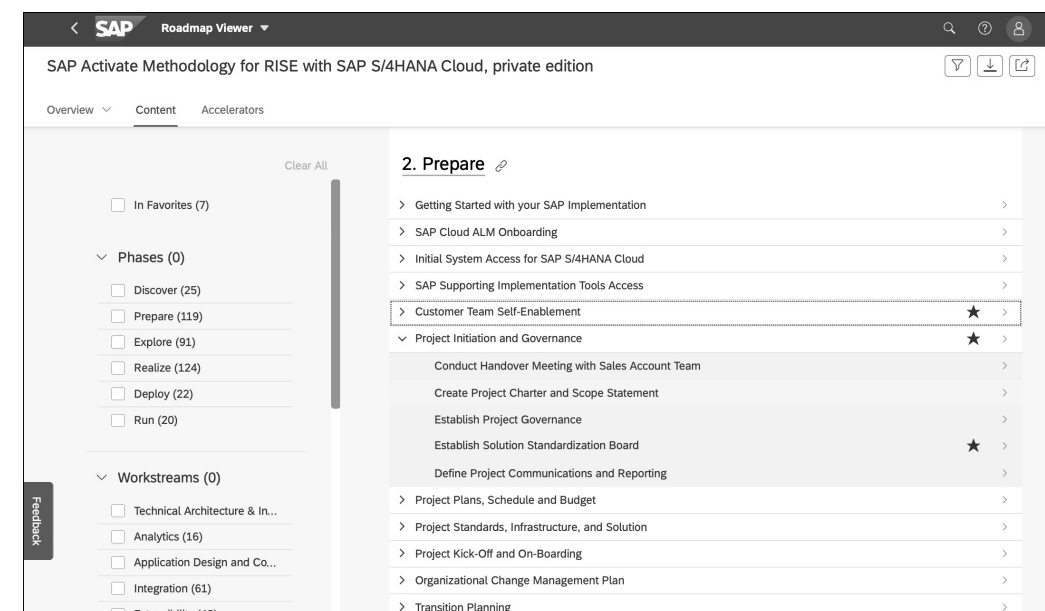 SAP Roadmap Viewer
SAP Activate Methodology for RISE with SAP S/4HANA Cloud, private edition
Overview Content Accelerators
Clear All
In Favorites (7)
Phases (0)
Discover (25)
Prepare (119)
Explore (91)
Realize (124)
Deploy (22)
Run (20)
Workstreams (0)
Technical Architecture & In...
Analytics (16)
Application Design and Co...
Integration (61)
Feedback
2. Prepare
Getting Started with your SAP Implementation
SAP Cloud ALM Onboarding
Initial System Access for SAP S/4HANA Cloud
SAP Supporting Implementation Tools Access
Customer Team Self-Enablement
Project Initiation and Governance
Conduct Handover Meeting with Sales Account Team
Create Project Charter and Scope Statement
Establish Project Governance
Establish Solution Standardization Board
Define Project Communications and Reporting
Project Plans, Schedule and Budget
Project Standards, Infrastructure, and Solution
Project Kick-Off and On-Boarding
Organizational Change Management Plan
Transition Planning